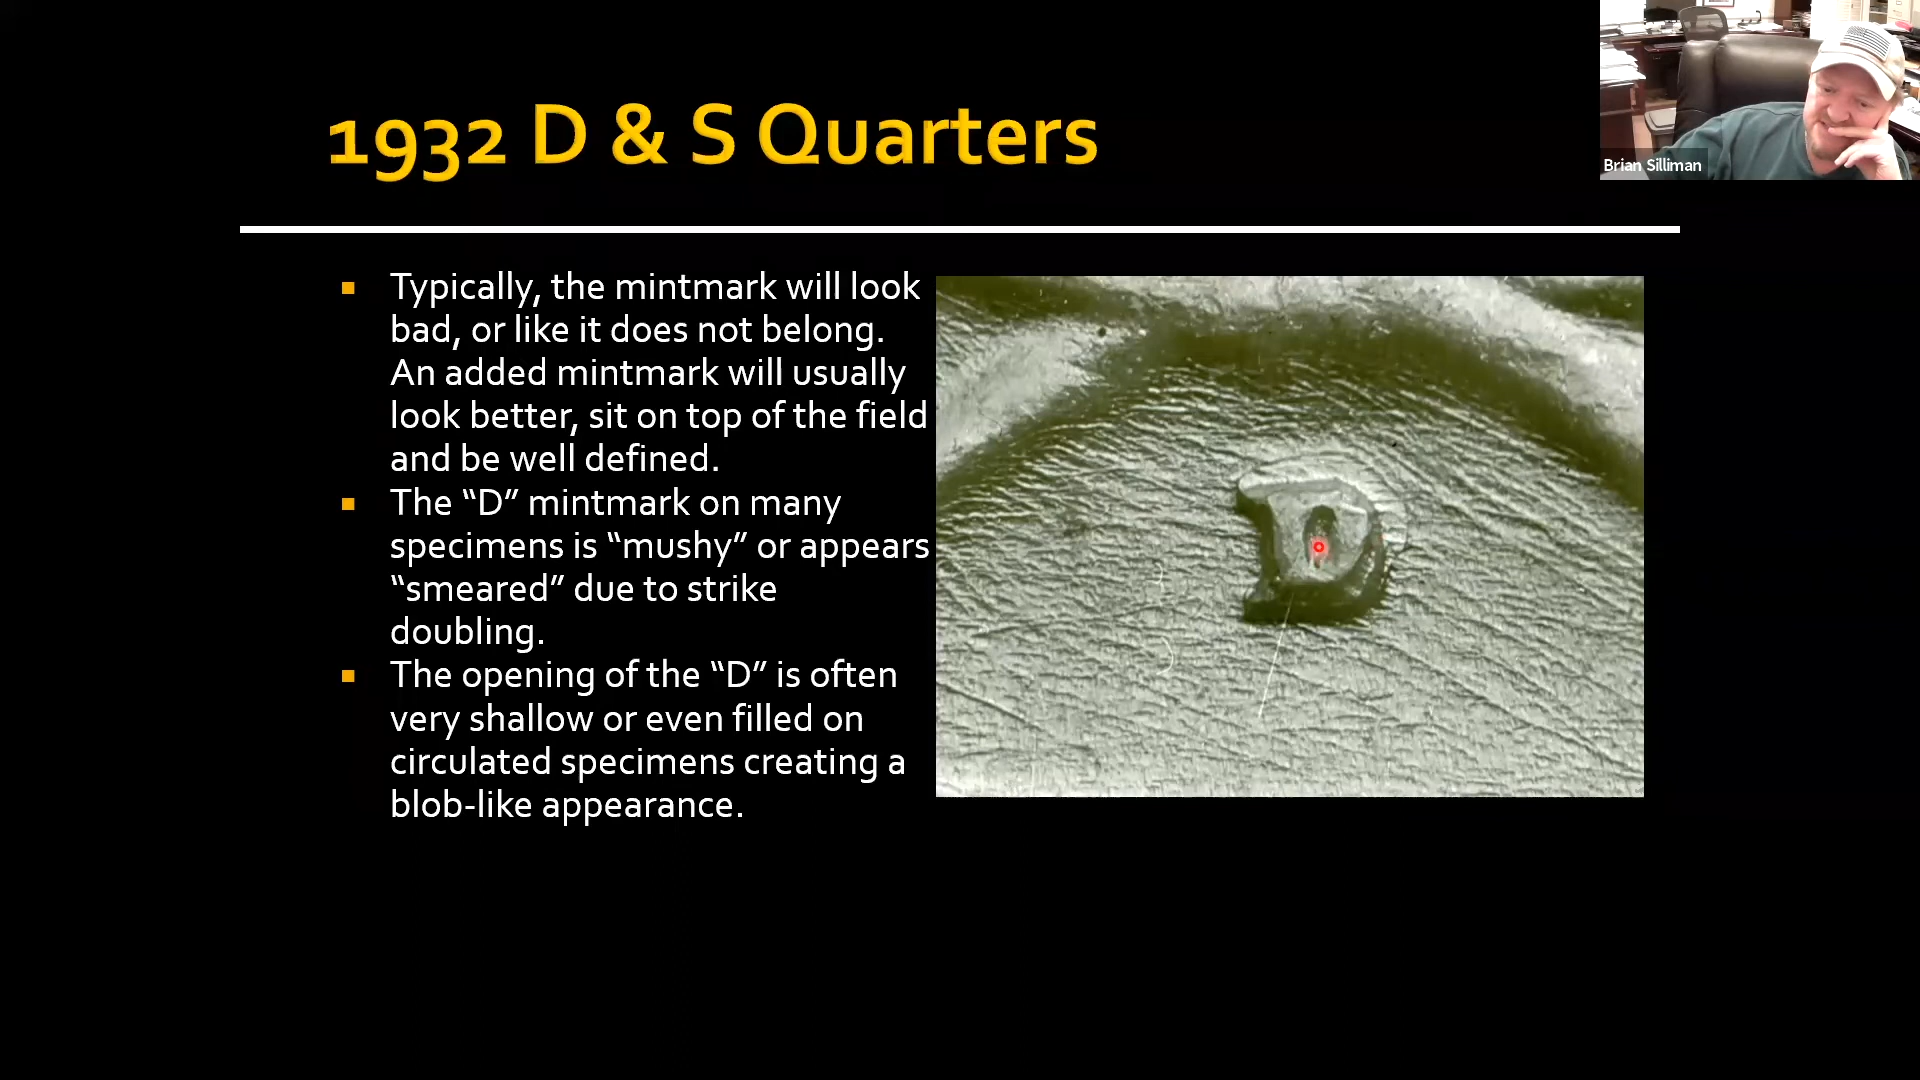 1932 D & S Quarters
Brian Silliman
Typically, the mintmark will look
bad, or like it does not belong.
An added mintmark will usually
look better, sit on top of the field
and be well defined.
The “D” mintmark on many
specimens is “mushy” or appears
“smeared” due to strike
doubling.
The opening of the “D” is often
very shallow or even filled on
circulated specimens creating a
blob-like appearance.
D